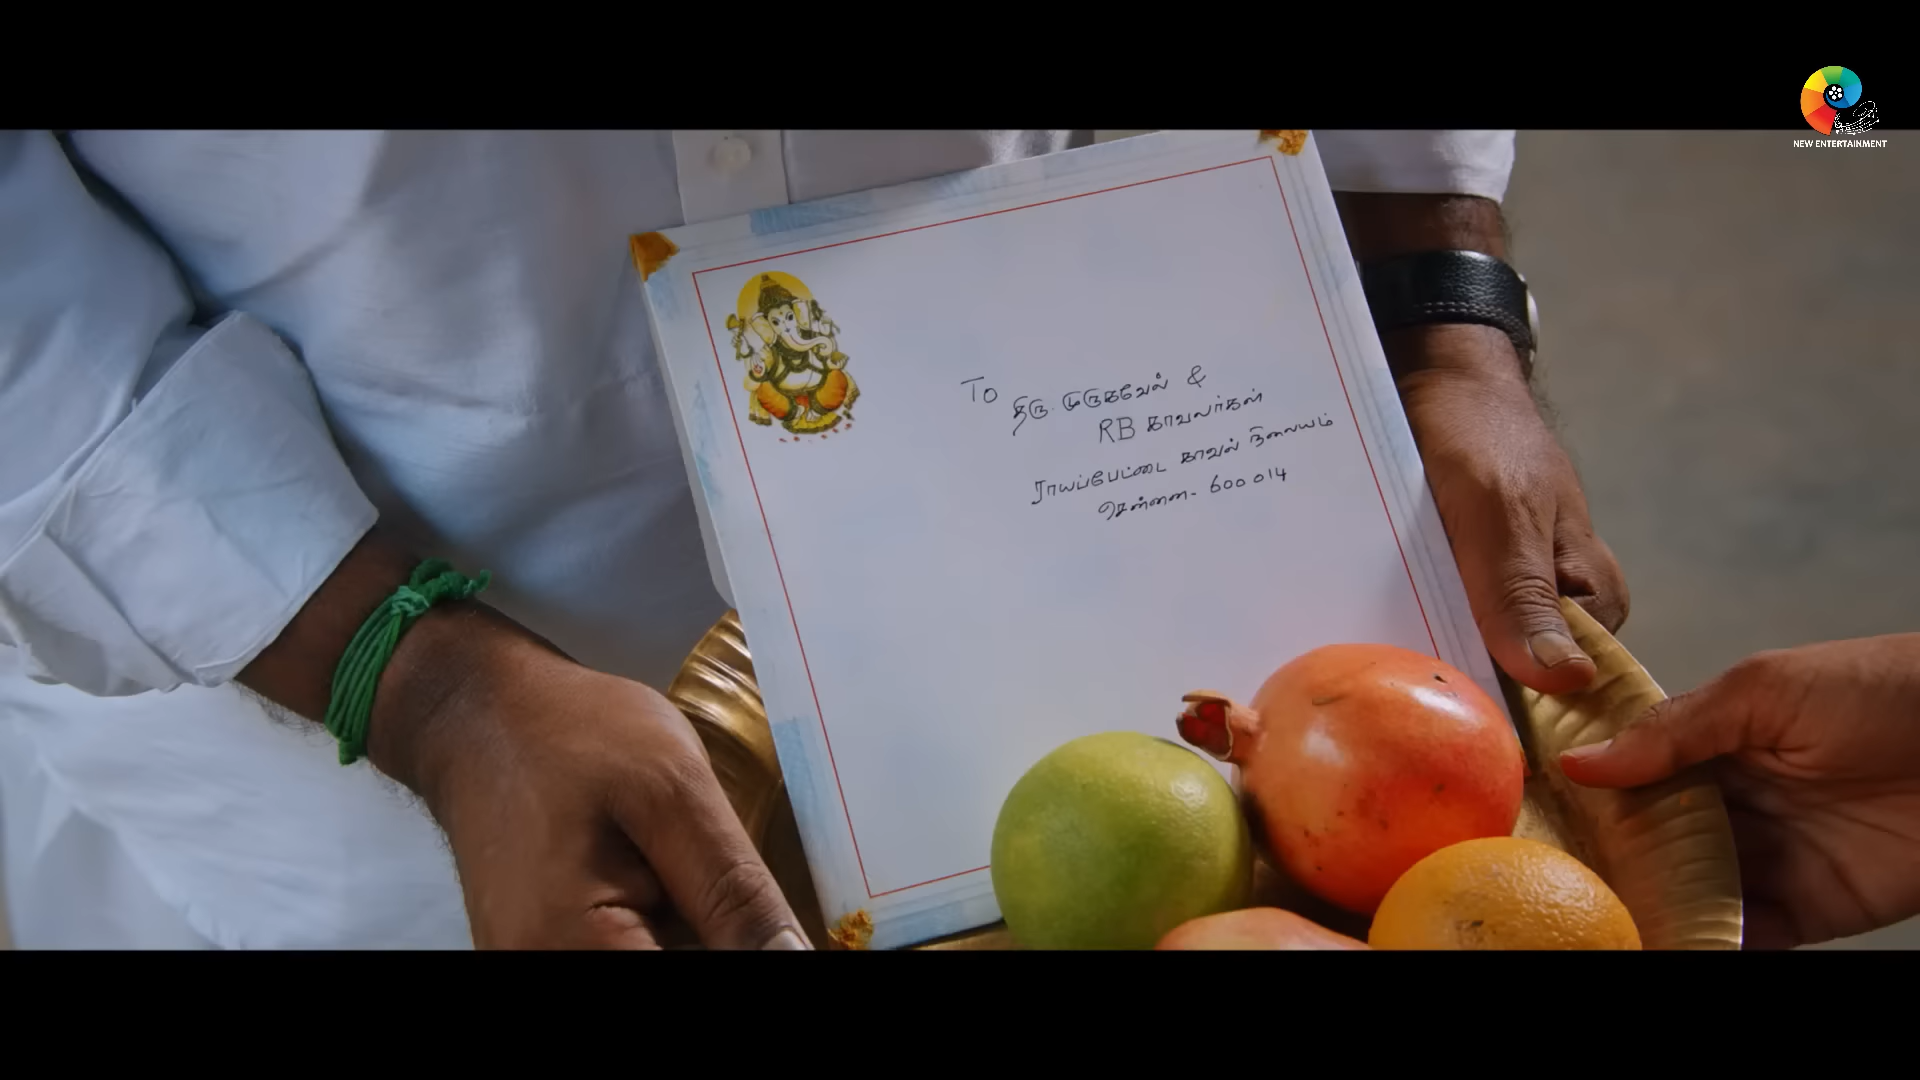 NEW ENTERTAINMENT
To
திரு. முருகவேல் &
RB காவலர்கள்
ராயப்பேட்டை காவல் நிலையம்
சென்னை- 600 014